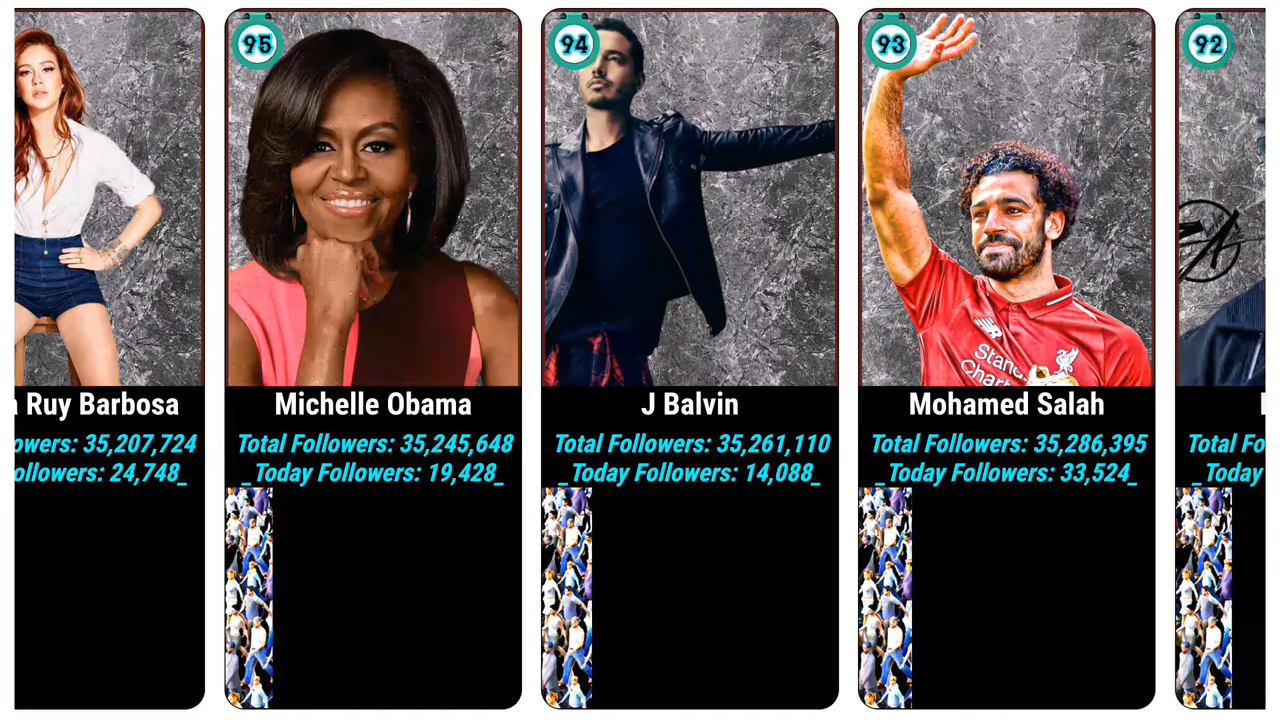 Ruy Barbosa
owers: 35,207,724
ollowers: 24,748_
95
Michelle Obama
Total Followers: 35,245,648
_Today Followers: 19,428_
94
J Balvin
Total Followers: 35,261,110
_Today Followers: 14,088_
93
Stand
Chart
Mohamed Salah
Total Followers: 35,286,395
_Today Followers: 33,524_
92
Total Fo
_Today